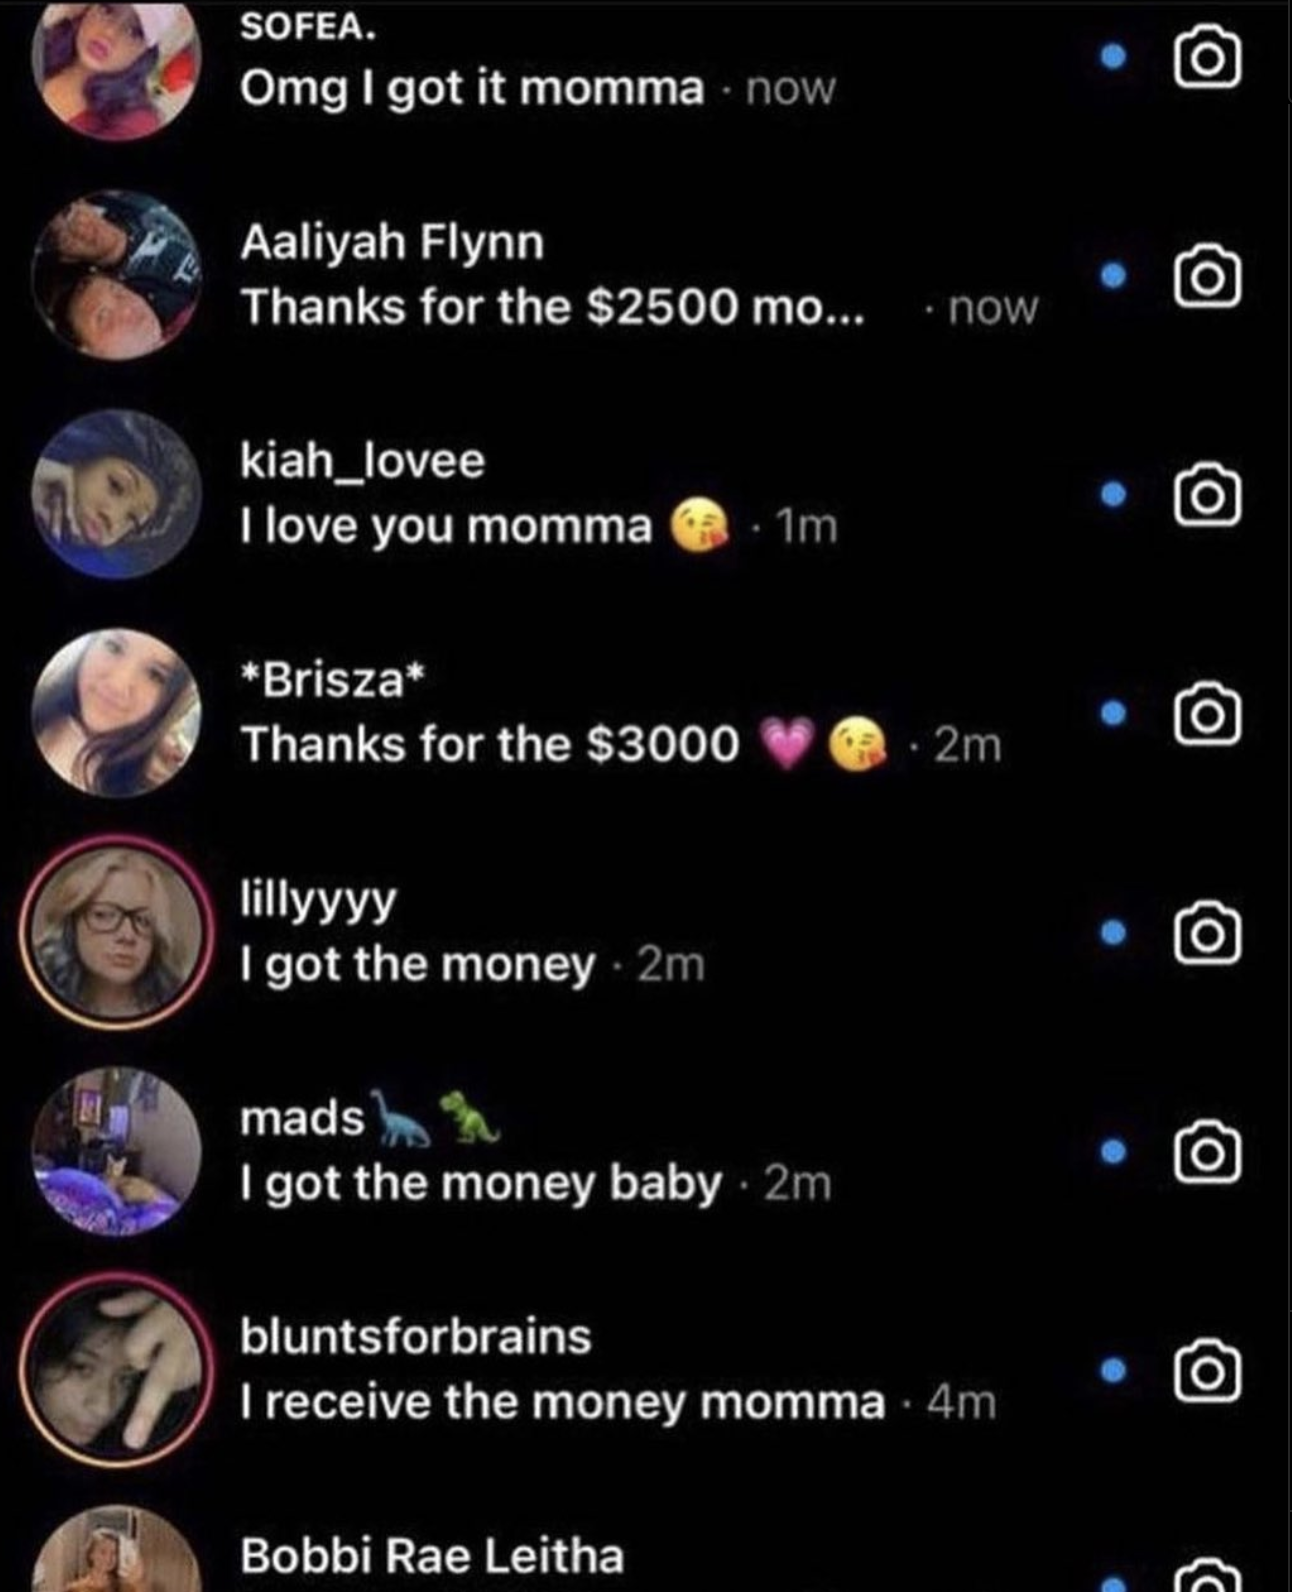 SOFEA.
Omg I got it momma · now
Aaliyah Flynn
Thanks for the $2500 mo... · now
kiah_lovee
I love you momma 😘 · 1m
*Brisza*
Thanks for the $3000 💗😘 · 2m
lillyyyy
I got the money · 2m
mads🦕🦖
I got the money baby · 2m
bluntsforbrains
I receive the money momma · 4m
Bobbi Rae Leitha